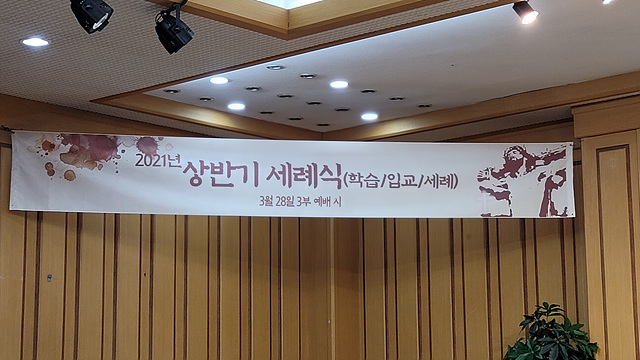 2021년 상반기 세례식(학습/입교/세례)
3월 28일 3부 예배 시